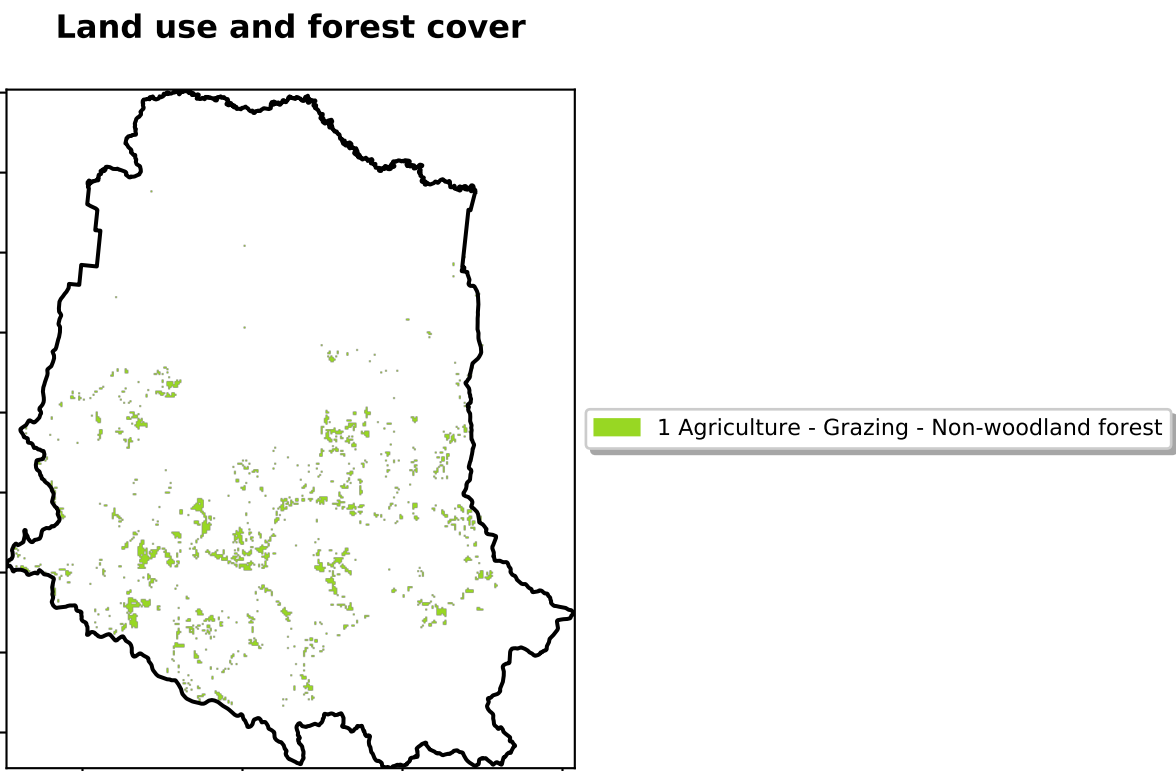 Land use and forest cover
1 Agriculture - Grazing - Non-woodland forest